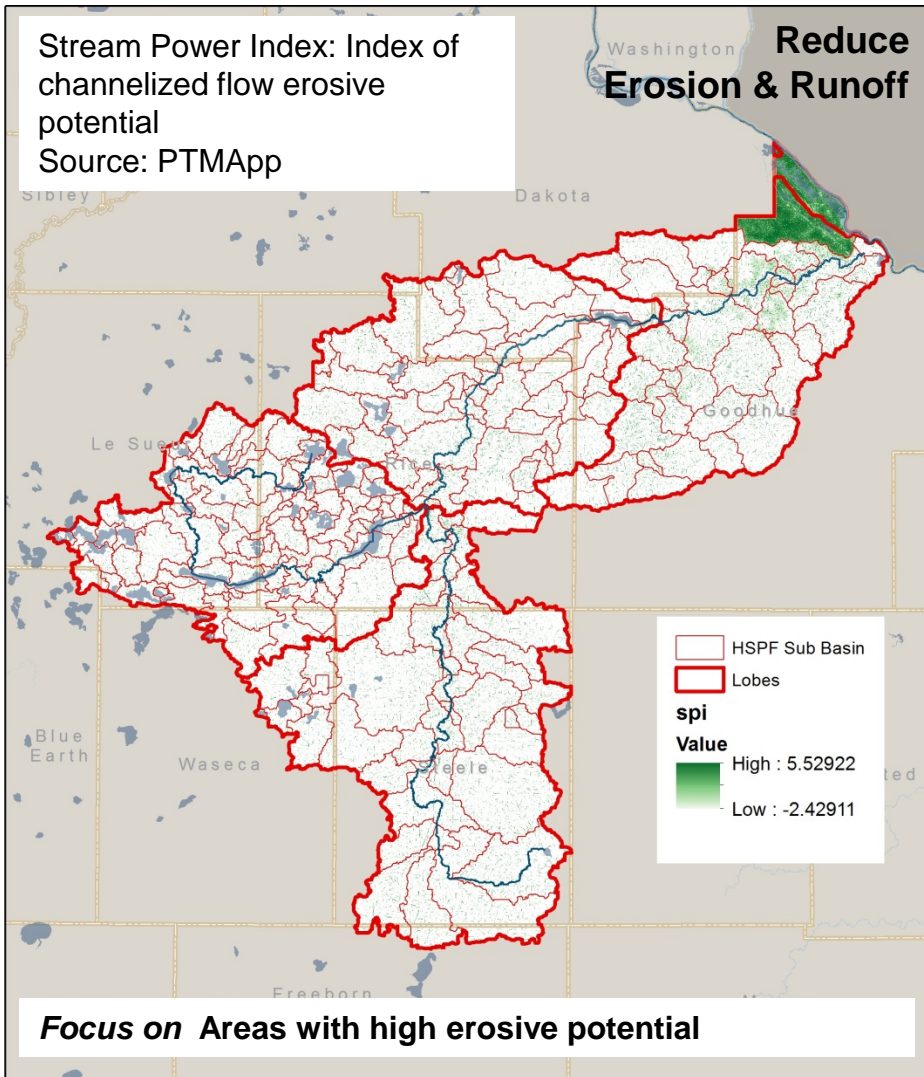 Stream Power Index: Index of
channelized flow erosive
potential
Source: PTMApp
Reduce
Erosion & Runoff
Washington
Sibley
Dakota
Goodhue
Le Sueur
Rice
HSPF Sub Basin
Lobes
spi
Value
High : 5.52922
Low : -2.42911
Blue
Earth
Waseca
Steele
Freeborn
Focus on Areas with high erosive potential